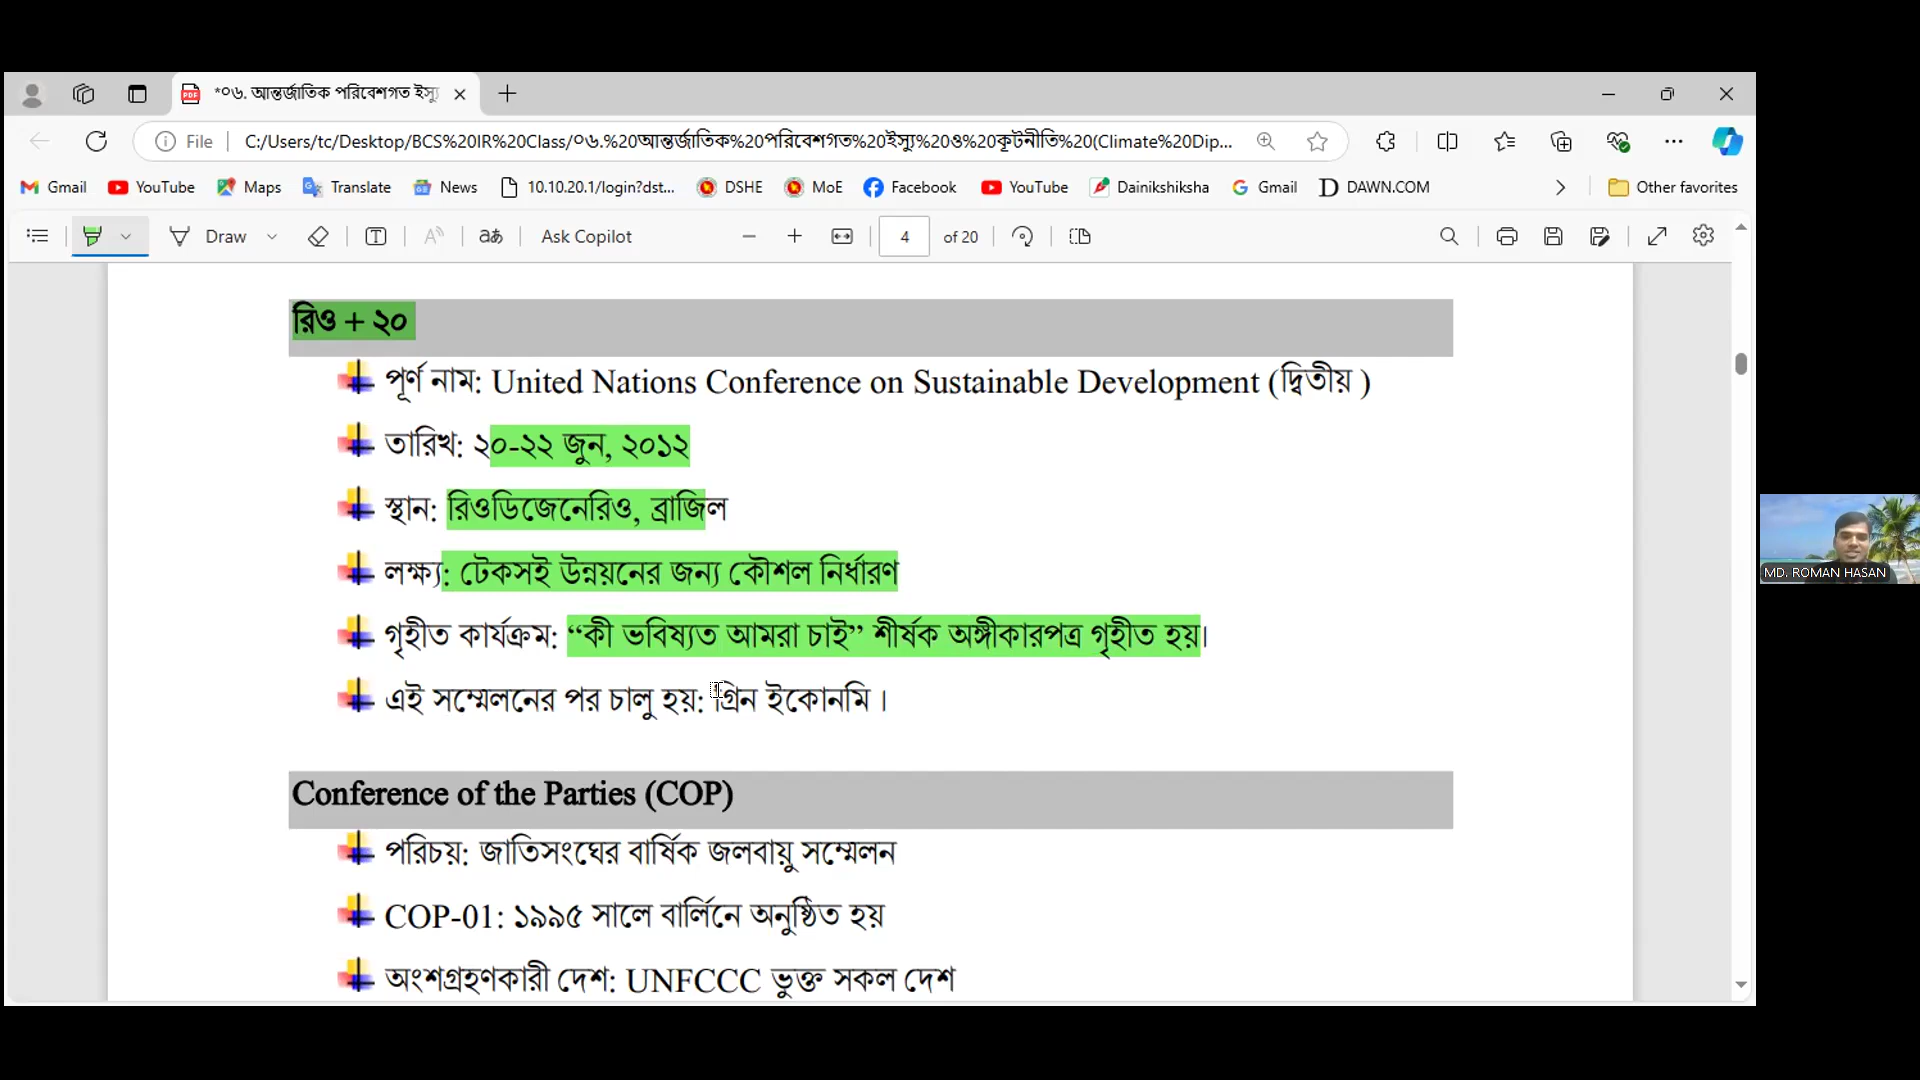 *০৬. আন্তর্জাতিক পরিবেশগত ইস্যু
File
C:/Users/tc/Desktop/BCS%20IR%20Class/০৬.%20আন্তর্জাতিক%20পরিবেশগত%20ইস্যু%20ও%20কূটনীতি%20(Climate%20Dip...
Gmail YouTube Maps Translate News 10.10.20.1/login?dst... DSHE MoE Facebook YouTube Dainikshiksha Gmail DAWN.COM Other favorites
Draw Ask Copilot 4 of 20
রিও + ২০
পূর্ণ নাম: United Nations Conference on Sustainable Development (দ্বিতীয় )
তারিখ: ২০-২২ জুন, ২০১২
স্থান: রিওডিজেনেরিও, ব্রাজিল
লক্ষ্য: টেকসই উন্নয়নের জন্য কৌশল নির্ধারণ
গৃহীত কার্যক্রম: “কী ভবিষ্যত আমরা চাই” শীর্ষক অঙ্গীকারপত্র গৃহীত হয়।
এই সম্মেলনের পর চালু হয়: গ্রিন ইকোনমি ।
Conference of the Parties (COP)
পরিচয়: জাতিসংঘের বার্ষিক জলবায়ু সম্মেলন
COP-01: ১৯৯৫ সালে বার্লিনে অনুষ্ঠিত হয়
অংশগ্রহণকারী দেশ: UNFCCC ভুক্ত সকল দেশ
MD. ROMAN HASAN